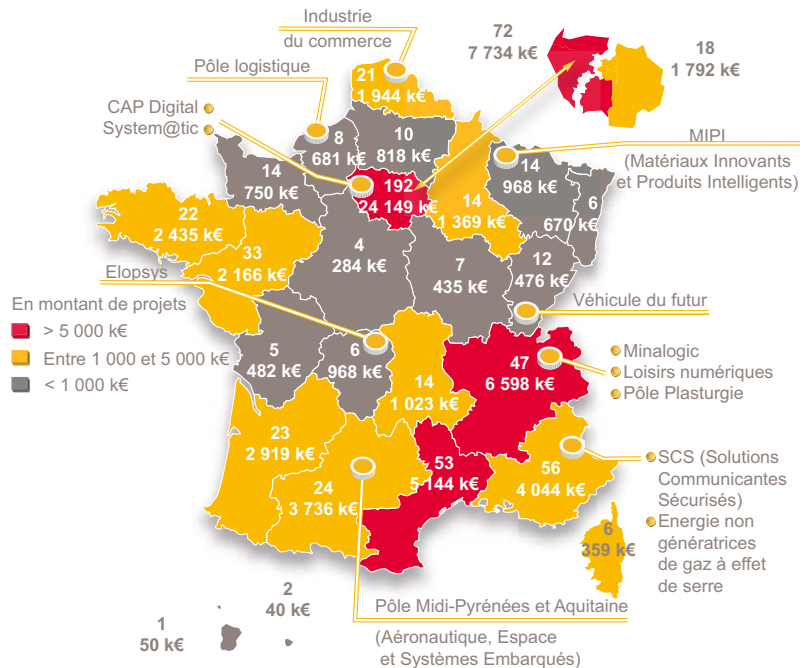 Industrie
du commerce
72
7 734 k€
18
1 792 k€
Pôle logistique
21
1 944 k€
CAP Digital
System@tic
8
681 k€
10
818 k€
MIPI
(Matériaux Innovants
et Produits Intelligents)
14
968 k€
14
750 k€
192
24 149 k€
14
1 369 k€
6
670 k€
22
2 435 k€
33
2 166 k€
4
284 k€
7
435 k€
12
476 k€
Elopsys
Véhicule du futur
En montant de projets
> 5 000 k€
Entre 1 000 et 5 000 k€
< 1 000 k€
5
482 k€
6
968 k€
14
1 023 k€
47
6 598 k€
Minalogic
Loisirs numériques
Pôle Plasturgie
23
2 919 k€
24
3 736 k€
53
5 144 k€
56
4 044 k€
SCS (Solutions
Communicantes
Sécurisés)
Energie non
génératrices
de gaz à effet
de serre
6
359 k€
2
40 k€
1
50 k€
Pôle Midi-Pyrénées et Aquitaine
(Aéronautique, Espace
et Systèmes Embarqués)